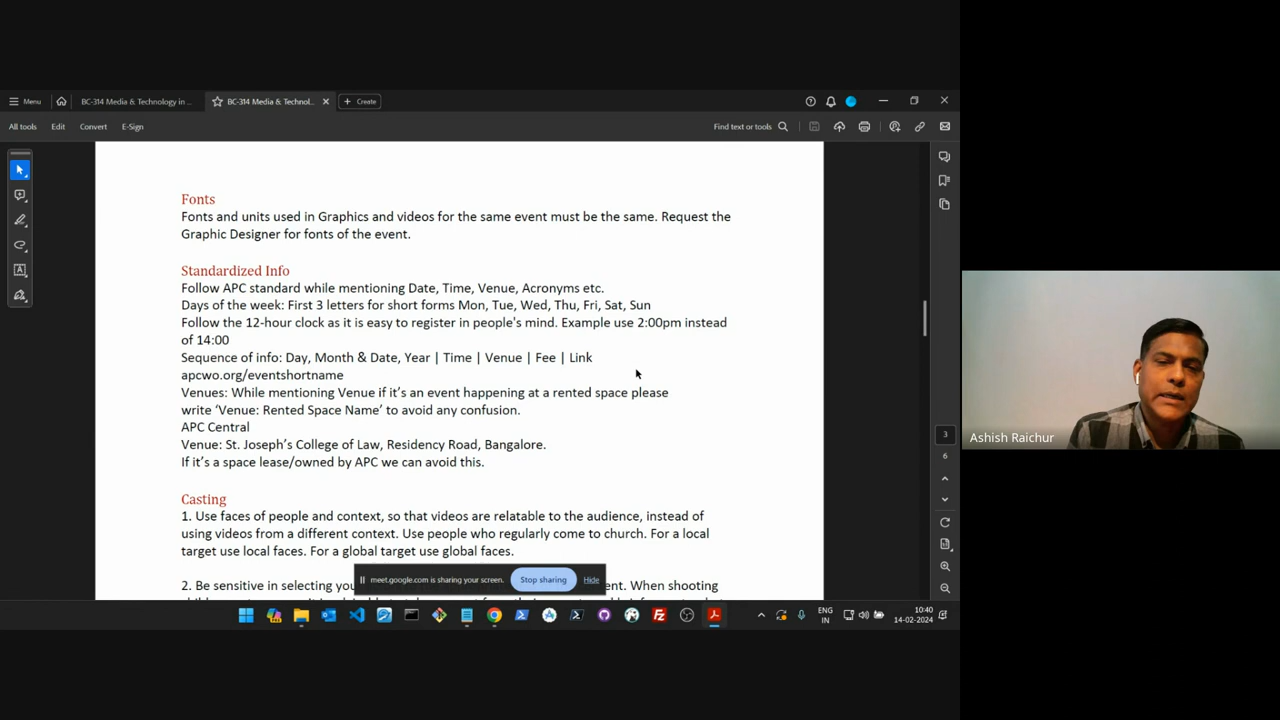 Menu
BC-314 Media & Technology in ...
BC-314 Media & Technol...
Create
All tools
Edit
Convert
E-Sign
Find text or tools
Fonts
Fonts and units used in Graphics and videos for the same event must be the same. Request the
Graphic Designer for fonts of the event.
Standardized Info
Follow APC standard while mentioning Date, Time, Venue, Acronyms etc.
Days of the week: First 3 letters for short forms Mon, Tue, Wed, Thu, Fri, Sat, Sun
Follow the 12-hour clock as it is easy to register in people's mind. Example use 2:00pm instead
of 14:00
Sequence of info: Day, Month & Date, Year | Time | Venue | Fee | Link
apcwo.org/eventshortname
Venues: While mentioning Venue if it's an event happening at a rented space please
write ‘Venue: Rented Space Name’ to avoid any confusion.
APC Central
Venue: St. Joseph's College of Law, Residency Road, Bangalore.
If it's a space lease/owned by APC we can avoid this.
Casting
1. Use faces of people and context, so that videos are relatable to the audience, instead of
using videos from a different context. Use people who regularly come to church. For a local
target use local faces. For a global target use global faces.
2. Be sensitive in selecting you
ent. When shooting
meet.google.com is sharing your screen.
Stop sharing
Hide
3
6
ENG
IN
10:40
14-02-2024
Ashish Raichur